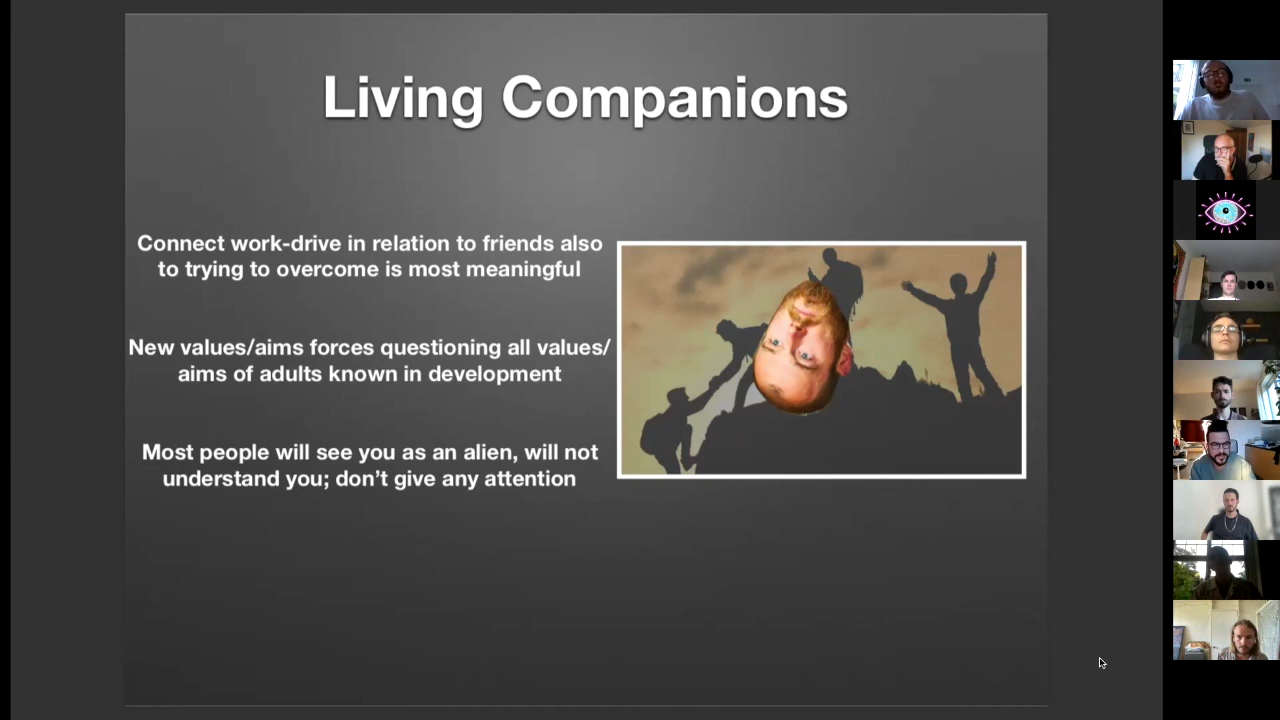 Living Companions
Connect work-drive in relation to friends also
to trying to overcome is most meaningful
New values/aims forces questioning all values/
aims of adults known in development
Most people will see you as an alien, will not
understand you; don’t give any attention